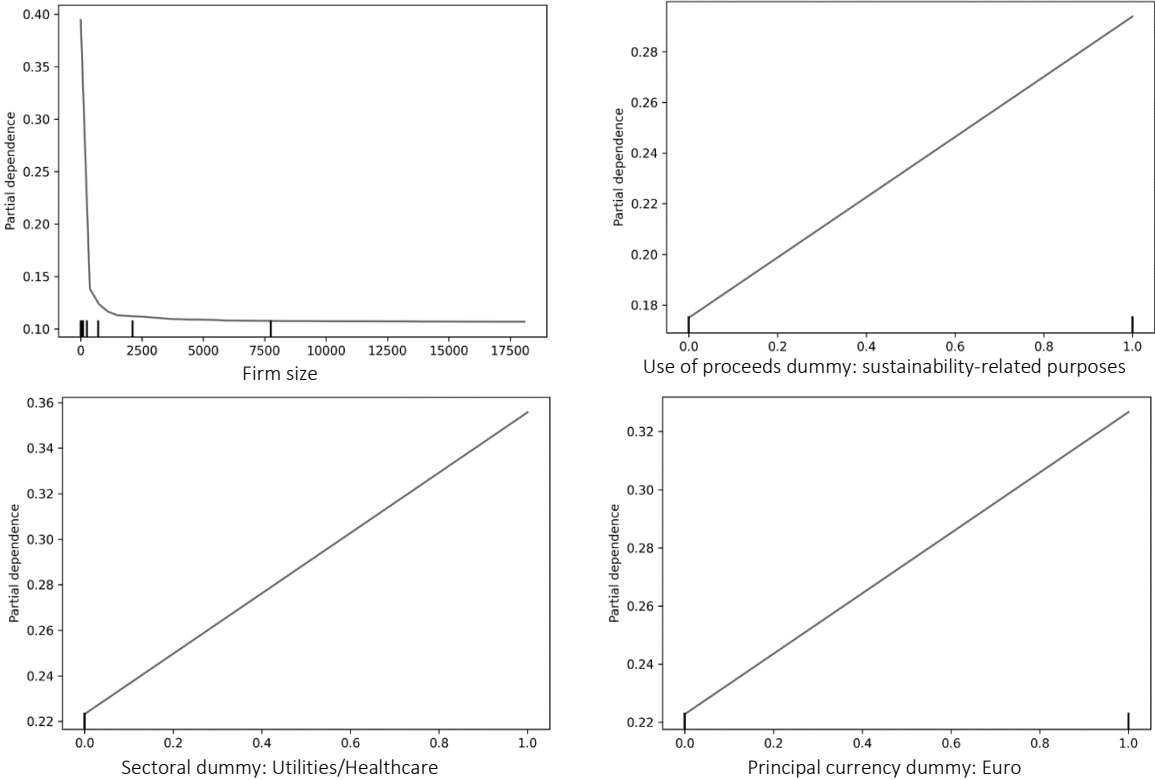 0.40
0.35
0.30
0.25
0.20
0.15
0.10
Partial dependence
0 2500 5000 7500 10000 12500 15000 17500
Firm size
0.28
0.26
0.24
0.22
0.20
0.18
Partial dependence
0.0 0.2 0.4 0.6 0.8 1.0
Use of proceeds dummy: sustainability-related purposes
0.36
0.34
0.32
0.30
0.28
0.26
0.24
0.22
Partial dependence
0.0 0.2 0.4 0.6 0.8 1.0
Sectoral dummy: Utilities/Healthcare
0.32
0.30
0.28
0.26
0.24
0.22
Partial dependence
0.0 0.2 0.4 0.6 0.8 1.0
Principal currency dummy: Euro